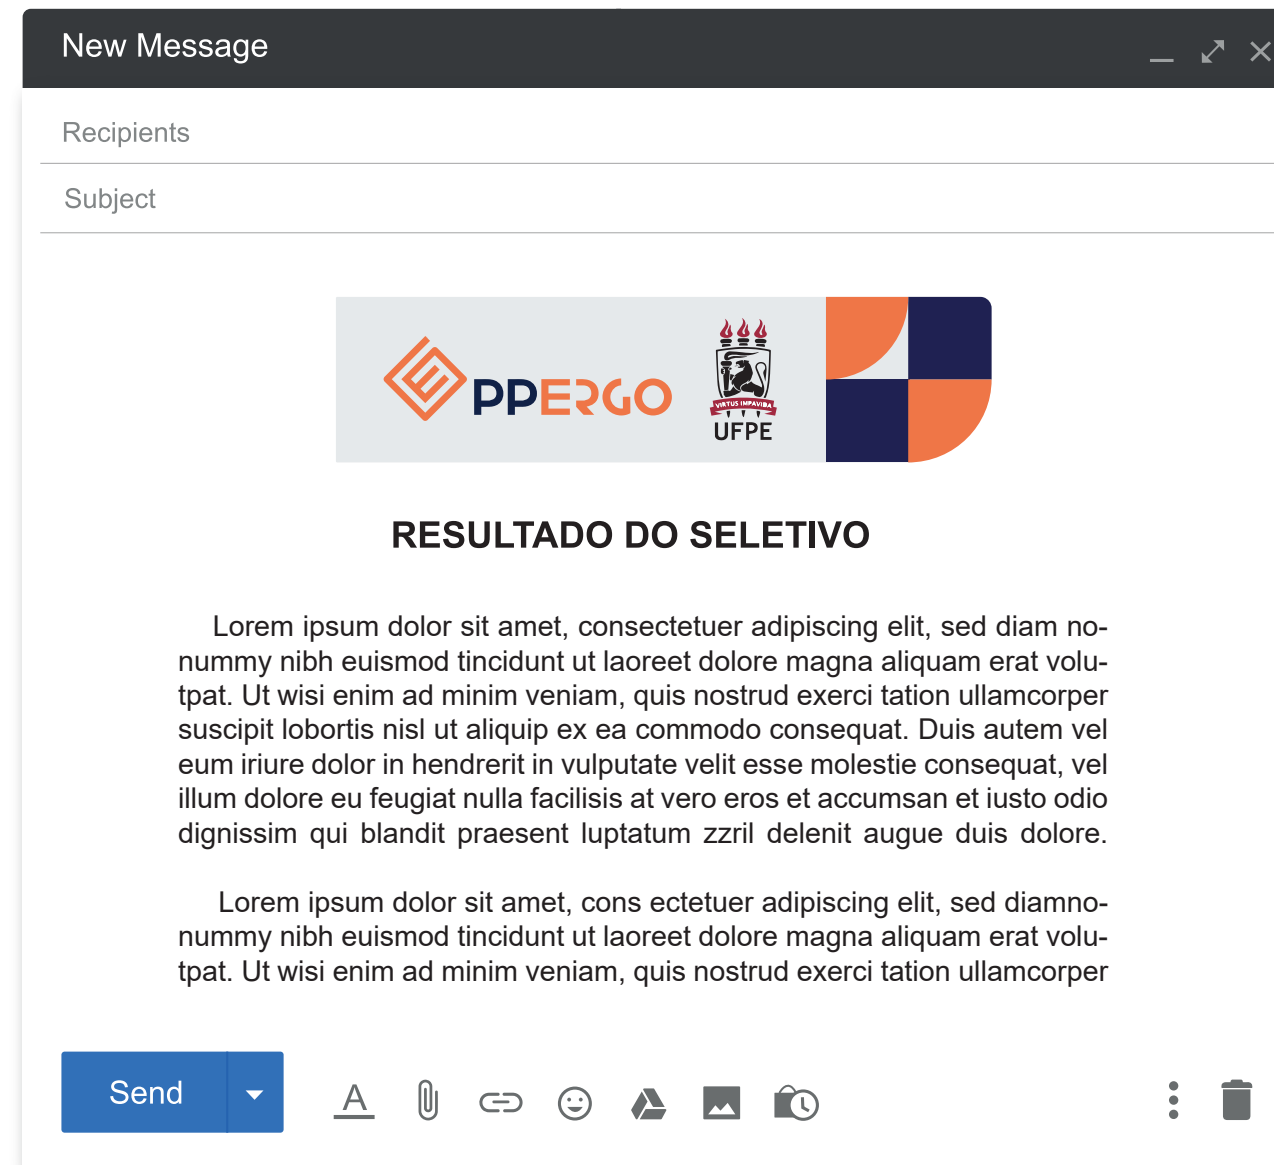 New Message
Recipients
Subject
PPERGO
VIRTUS IMPAVIDA
UFPE
RESULTADO DO SELETIVO
Lorem ipsum dolor sit amet, consectetuer adipiscing elit, sed diam no-
nummy nibh euismod tincidunt ut laoreet dolore magna aliquam erat volu-
tpat. Ut wisi enim ad minim veniam, quis nostrud exerci tation ullamcorper
suscipit lobortis nisl ut aliquip ex ea commodo consequat. Duis autem vel
eum iriure dolor in hendrerit in vulputate velit esse molestie consequat, vel
illum dolore eu feugiat nulla facilisis at vero eros et accumsan et iusto odio
dignissim qui blandit praesent luptatum zzril delenit augue duis dolore.
Lorem ipsum dolor sit amet, cons ectetuer adipiscing elit, sed diamno-
nummy nibh euismod tincidunt ut laoreet dolore magna aliquam erat volu-
tpat. Ut wisi enim ad minim veniam, quis nostrud exerci tation ullamcorper
Send
A